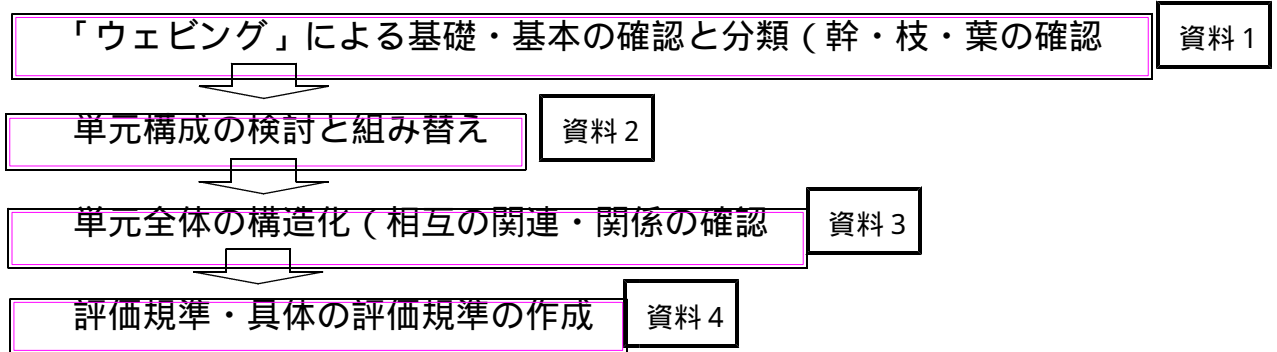 「ウェビング」による基礎・基本の確認と分類(幹・枝・葉の確認 資料1
単元構成の検討と組み替え 資料2
単元全体の構造化(相互の関連・関係の確認 資料3
評価規準・具体の評価規準の作成 資料4